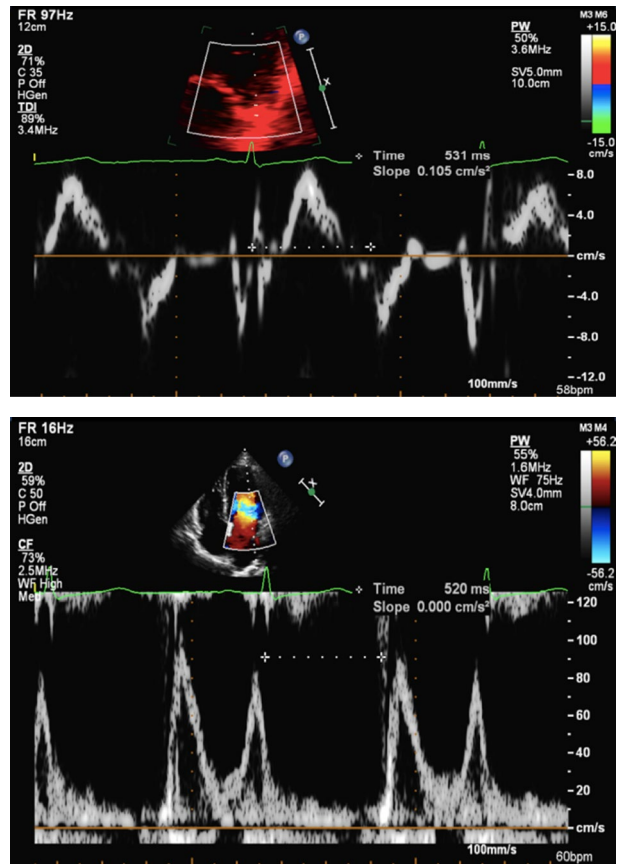 FR 97Hz
12cm
2D
71%
C 35
P Off
HGen
TDI
89%
3.4MHz
P
x
PW
50%
3.6MHz
SV5.0mm
10.0cm
M3 M6
+15.0
-15.0
cm/s
Time 531 ms
Slope 0.105 cm/s²
8.0
4.0
cm/s
-4.0
-8.0
-12.0
100mm/s
58bpm
FR 16Hz
16cm
2D
59%
C 50
P Off
HGen
CF
73%
2.5MHz
WF High
Med
P
x
PW
55%
1.6MHz
WF 75Hz
SV4.0mm
8.0cm
M3 M4
+56.2
-56.2
cm/s
Time 520 ms
Slope 0.000 cm/s²
120
100
80
60
40
20
cm/s
100mm/s
60bpm